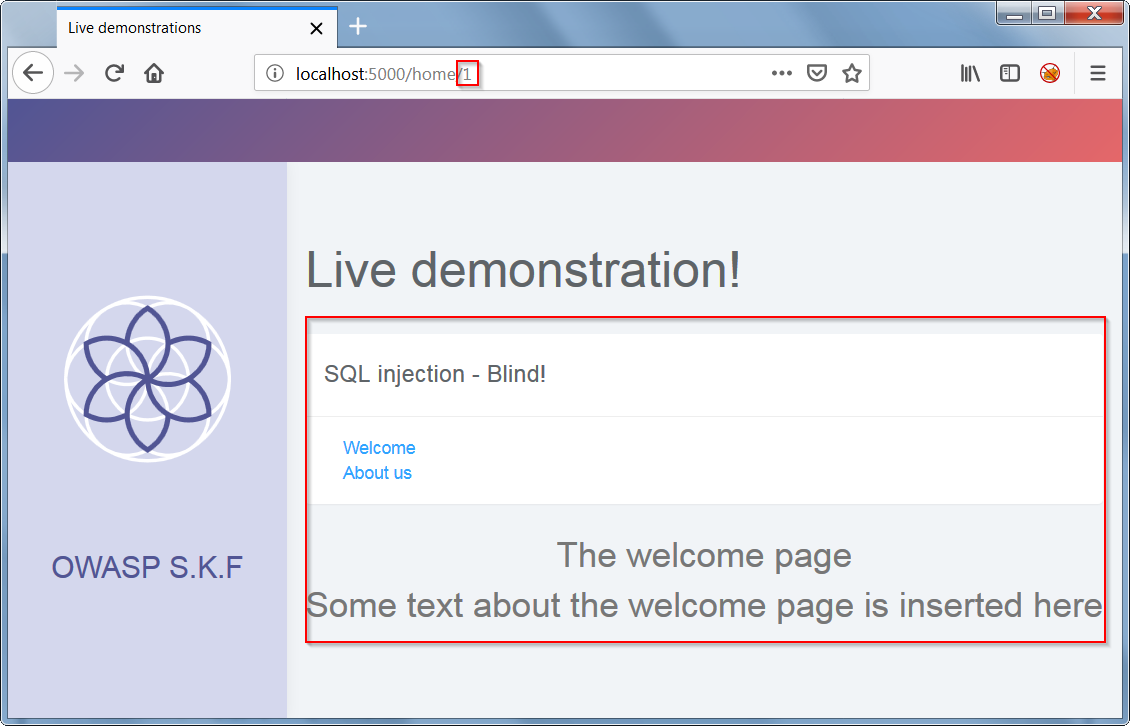 Live demonstrations
localhost:5000/home/1
Live demonstration!
SQL injection - Blind!
Welcome
About us
The welcome page
Some text about the welcome page is inserted here
OWASP S.K.F